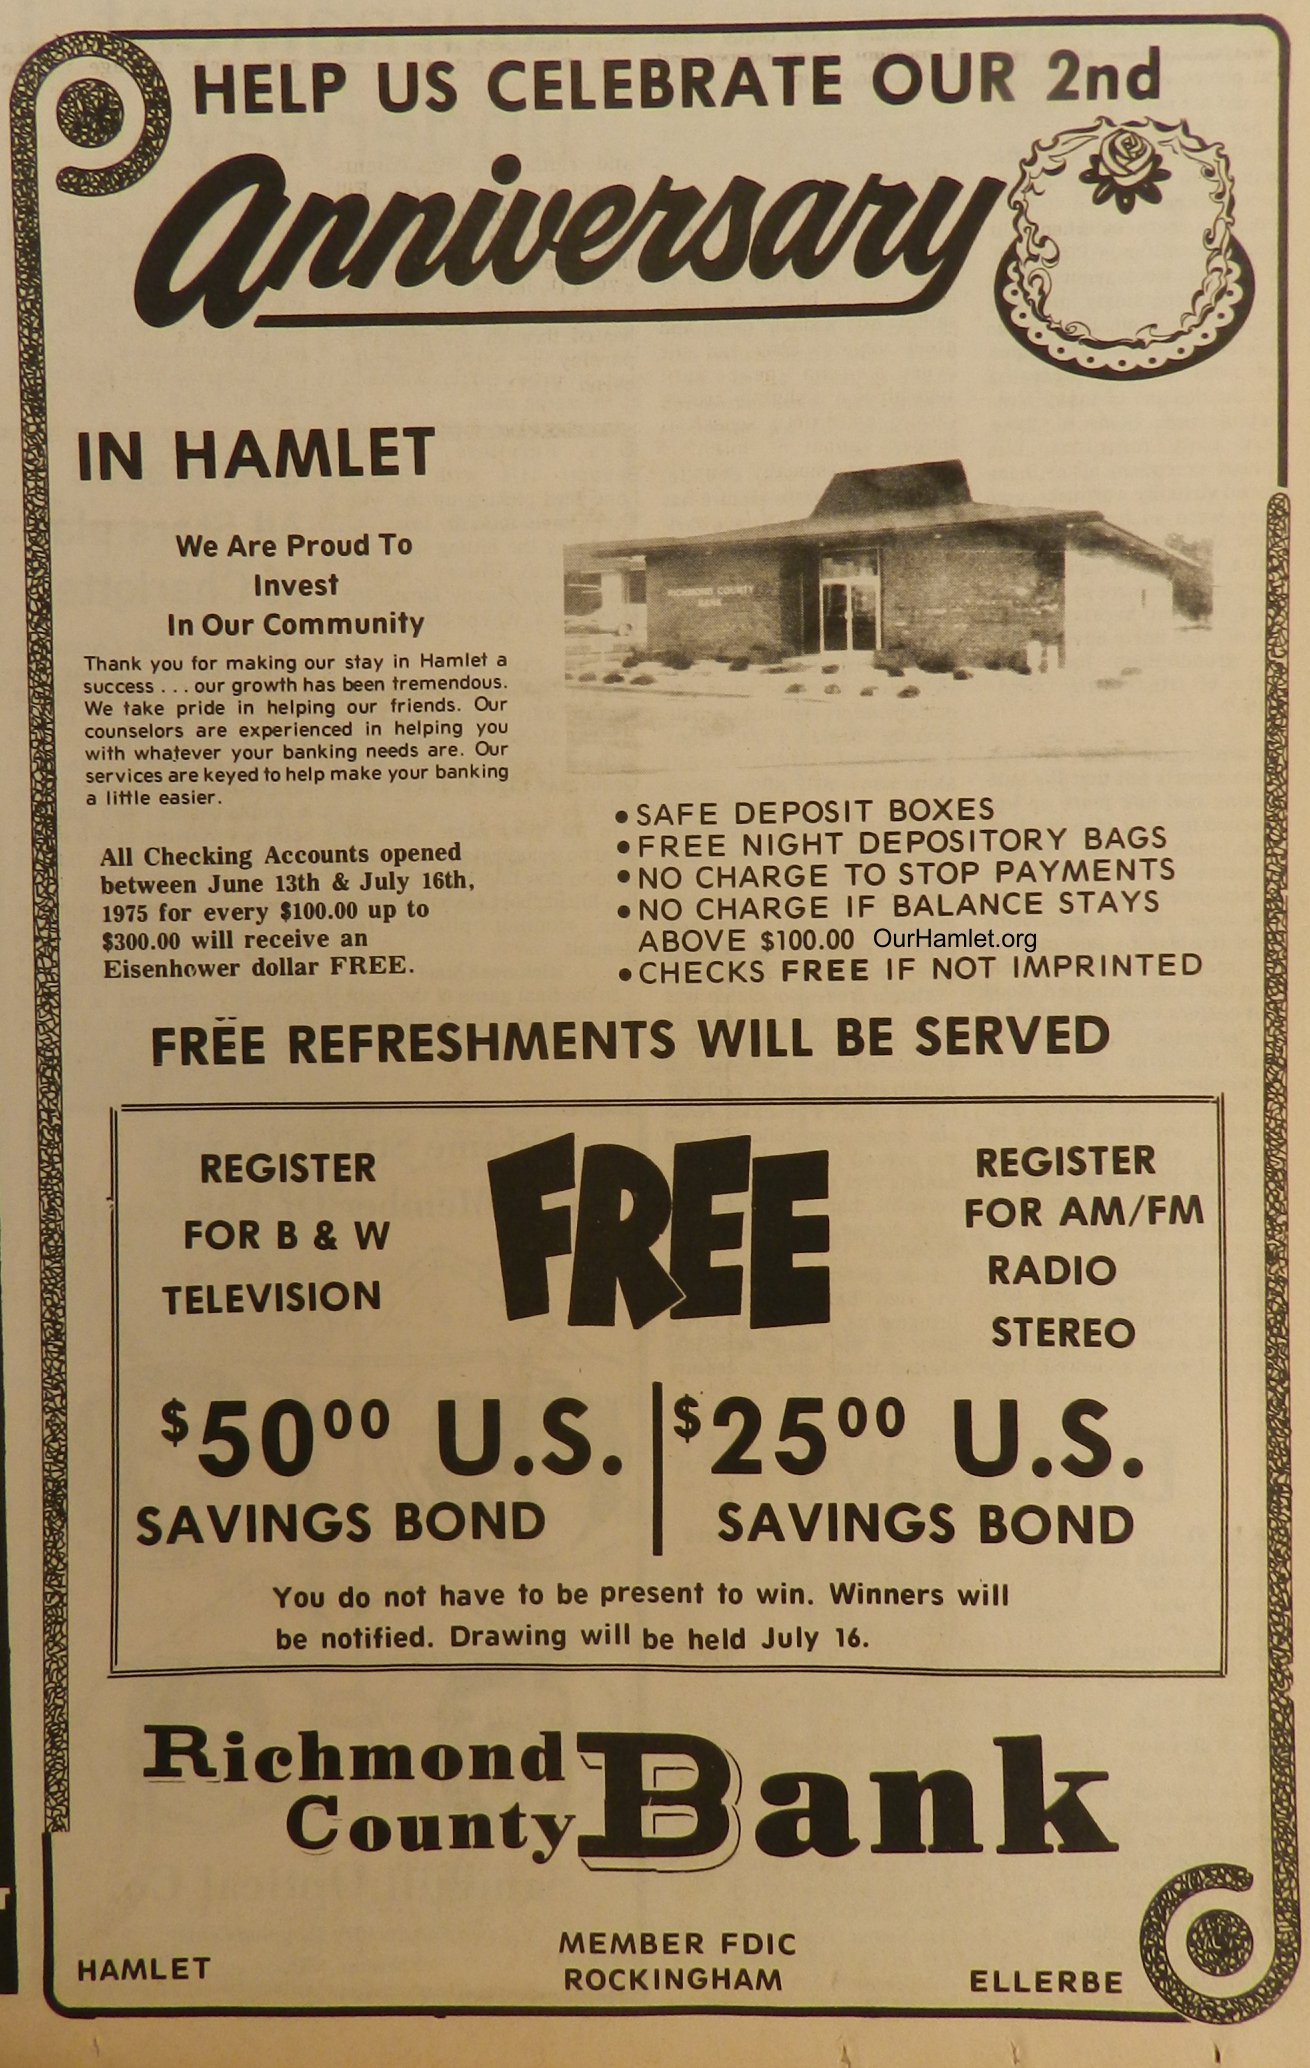 HELP US CELEBRATE OUR 2nd
Anniversary
IN HAMLET
We Are Proud To
Invest
In Our Community
Thank you for making our stay in Hamlet a
success . . . our growth has been tremendous.
We take pride in helping our friends. Our
counselors are experienced in helping you
with whatever your banking needs are. Our
services are keyed to help make your banking
a little easier.
All Checking Accounts opened
between June 13th & July 16th,
1975 for every $100.00 up to
$300.00 will receive an
Eisenhower dollar FREE.
RICHMOND COUNTY
BANK
• SAFE DEPOSIT BOXES
• FREE NIGHT DEPOSITORY BAGS
• NO CHARGE TO STOP PAYMENTS
• NO CHARGE IF BALANCE STAYS
ABOVE $100.00 OurHamlet.org
• CHECKS FREE IF NOT IMPRINTED
FREE REFRESHMENTS WILL BE SERVED
REGISTER
FOR B & W
TELEVISION
FREE
REGISTER
FOR AM/FM
RADIO
STEREO
$5000 U.S.
SAVINGS BOND
$2500 U.S.
SAVINGS BOND
You do not have to be present to win. Winners will
be notified. Drawing will be held July 16.
Richmond
County Bank
HAMLET
MEMBER FDIC
ROCKINGHAM
ELLERBE